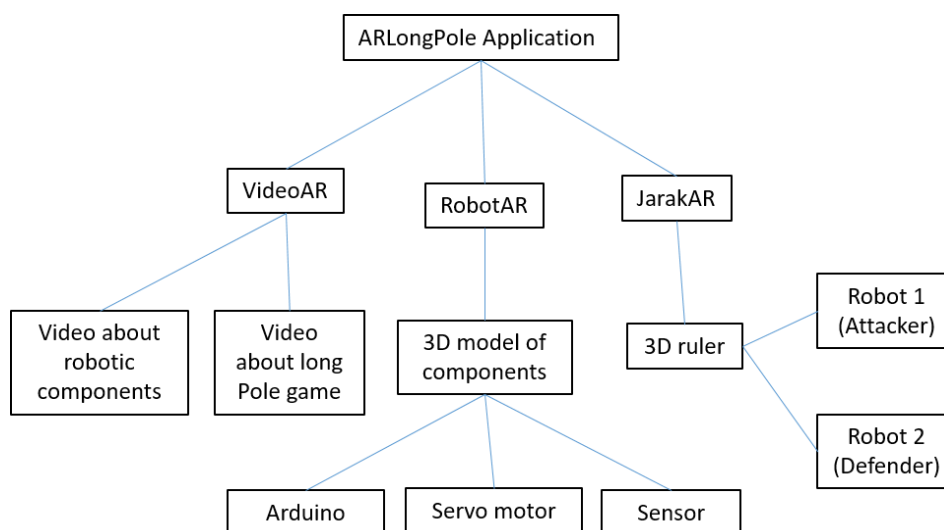 ARLongPole Application
VideoAR
RobotAR
JarakAR
Video about
robotic
components
Video
about long
Pole game
3D model of
components
3D ruler
Robot 1
(Attacker)
Robot 2
(Defender)
Arduino
Servo motor
Sensor